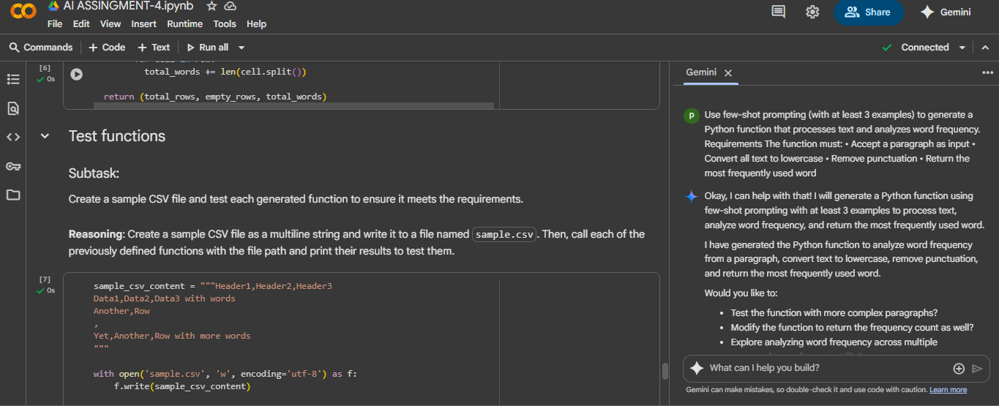 AI ASSINGMENT-4.ipynb
File Edit View Insert Runtime Tools Help
Share
Gemini
Commands + Code + Text Run all
Connected
[6]
0s
total_words += len(cell.split())
return (total_rows, empty_rows, total_words)
Test functions
Subtask:
Create a sample CSV file and test each generated function to ensure it meets the requirements.
Reasoning: Create a sample CSV file as a multiline string and write it to a file named sample.csv. Then, call each of the
previously defined functions with the file path and print their results to test them.
[7]
0s
sample_csv_content = """Header1,Header2,Header3
Data1,Data2,Data3 with words
Another,Row
,
Yet,Another,Row with more words
"""
with open('sample.csv', 'w', encoding='utf-8') as f:
f.write(sample_csv_content)
Gemini
p
Use few-shot prompting (with at least 3 examples) to generate a
Python function that processes text and analyzes word frequency.
Requirements The function must: • Accept a paragraph as input •
Convert all text to lowercase • Remove punctuation • Return the
most frequently used word
Okay, I can help with that! I will generate a Python function using
few-shot prompting with at least 3 examples to process text,
analyze word frequency, and return the most frequently used word.
I have generated the Python function to analyze word frequency
from a paragraph, convert text to lowercase, remove punctuation,
and return the most frequently used word.
Would you like to:
• Test the function with more complex paragraphs?
• Modify the function to return the frequency count as well?
• Explore analyzing word frequency across multiple
What can I help you build?
Gemini can make mistakes, so double-check it and use code with caution. Learn more